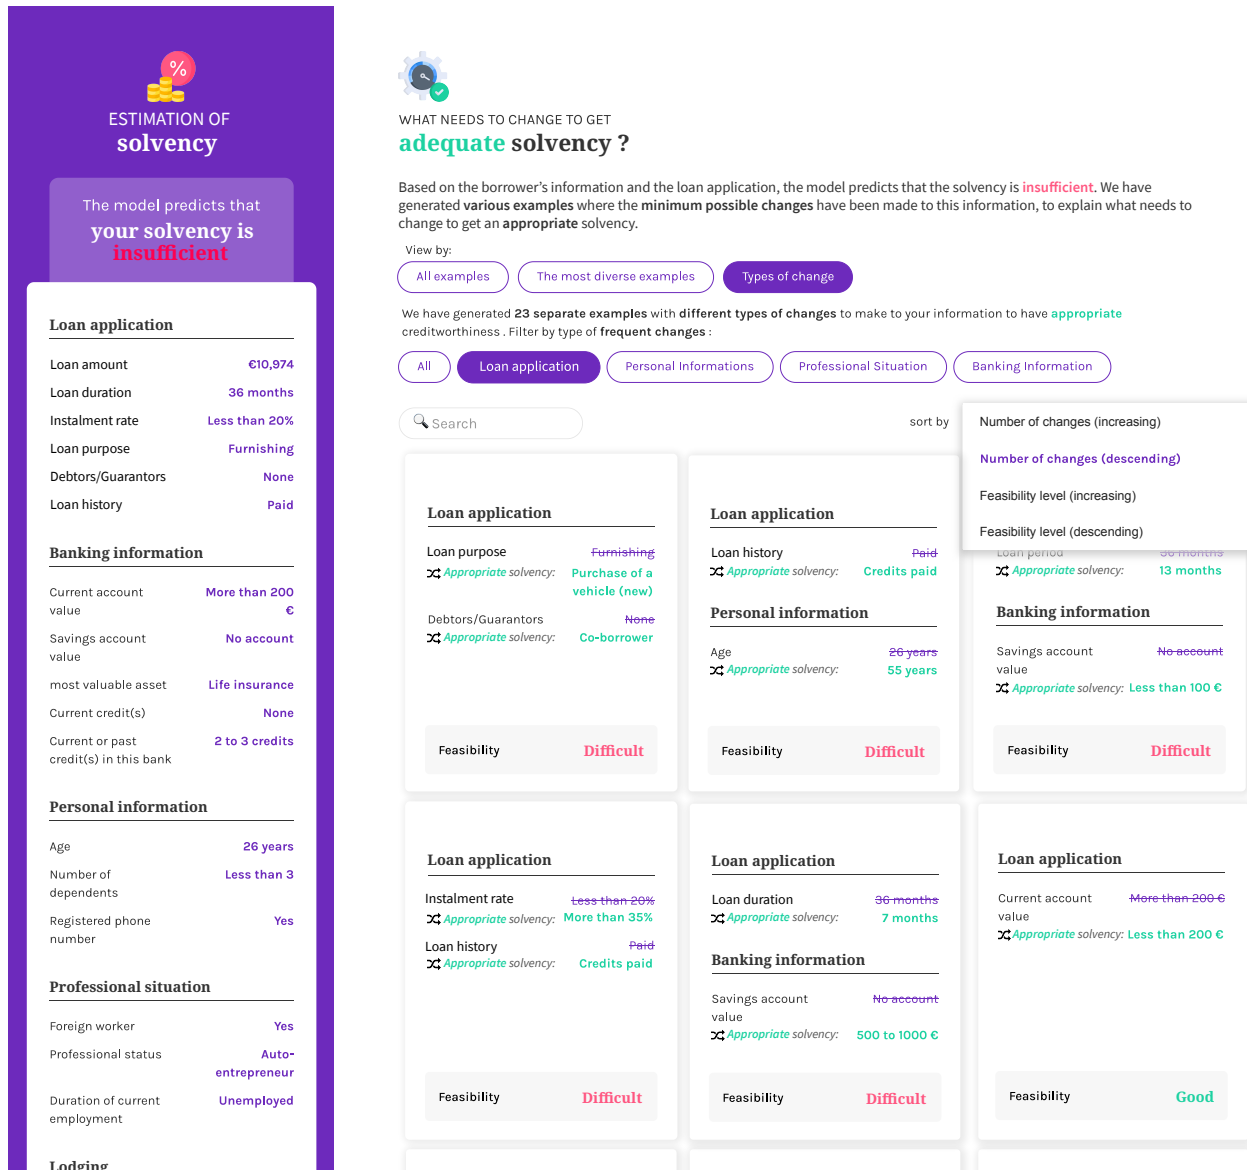 %
ESTIMATION OF
solvency
The model predicts that
your solvency is
insufficient
Loan application
Loan amount €10,974
Loan duration 36 months
Instalment rate Less than 20%
Loan purpose Furnishing
Debtors/Guarantors None
Loan history Paid
Banking information
Current account More than 200
value €
Savings account No account
value
most valuable asset Life insurance
Current credit(s) None
Current or past 2 to 3 credits
credit(s) in this bank
Personal information
Age 26 years
Number of Less than 3
dependents
Registered phone Yes
number
Professional situation
Foreign worker Yes
Professional status Auto-
entrepreneur
Duration of current Unemployed
employment
Lodging
WHAT NEEDS TO CHANGE TO GET
adequate solvency ?
Based on the borrower's information and the loan application, the model predicts that the solvency is insufficient. We have
generated various examples where the minimum possible changes have been made to this information, to explain what needs to
change to get an appropriate solvency.
View by:
All examples The most diverse examples Types of change
We have generated 23 separate examples with different types of changes to make to your information to have appropriate
creditworthiness . Filter by type of frequent changes :
All Loan application Personal Informations Professional Situation Banking Information
Search sort by
Number of changes (increasing)
Number of changes (descending)
Feasibility level (increasing)
Feasibility level (descending)
Loan application
Loan purpose Furnishing
Appropriate solvency: Purchase of a
vehicle (new)
Debtors/Guarantors None
Appropriate solvency: Co-borrower
Feasibility Difficult
Loan application
Loan history Paid
Appropriate solvency: Credits paid
Personal information
Age 26 years
Appropriate solvency: 55 years
Feasibility Difficult
Loan period 36 months
Appropriate solvency: 13 months
Banking information
Savings account No account
value
Appropriate solvency: Less than 100 €
Feasibility Difficult
Loan application
Instalment rate Less than 20%
Appropriate solvency: More than 35%
Loan history Paid
Appropriate solvency: Credits paid
Feasibility Difficult
Loan application
Loan duration 36 months
Appropriate solvency: 7 months
Banking information
Savings account No account
value
Appropriate solvency: 500 to 1000 €
Feasibility Difficult
Loan application
Current account More than 200 €
value
Appropriate solvency: Less than 200 €
Feasibility Good